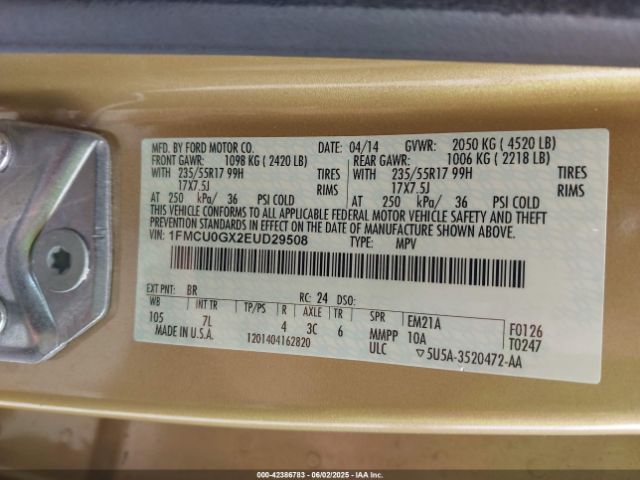 MFD. BY FORD MOTOR CO. DATE: 04/14 GVWR: 2050 KG ( 4520 LB)
FRONT GAWR: 1098 KG ( 2420 LB) REAR GAWR: 1006 KG ( 2218 LB)
WITH 235/55R17 99H TIRES WITH 235/55R17 99H TIRES
17X7.5J RIMS 17X7.5J RIMS
AT 250 kPa/ 36 PSI COLD AT 250 kPa/ 36 PSI COLD
THIS VEHICLE CONFORMS TO ALL APPLICABLE FEDERAL MOTOR VEHICLE SAFETY AND THEFT
PREVENTION STANDARDS IN EFFECT ON THE DATE OF MANUFACTURE SHOWN ABOVE.
VIN: 1FMCU0GX2EUD29508 TYPE: MPV
EXT PNT: BR RC: 24 DSO:
WB INT TR TP/PS R AXLE TR SPR EM21A F0126
105 7L 4 3C 6 MMPP 10A T0247
MADE IN U.S.A. 1201404162820 ULC ▽5U5A-3520472-AA
000-42386783 06/02/2025 IAA Inc.